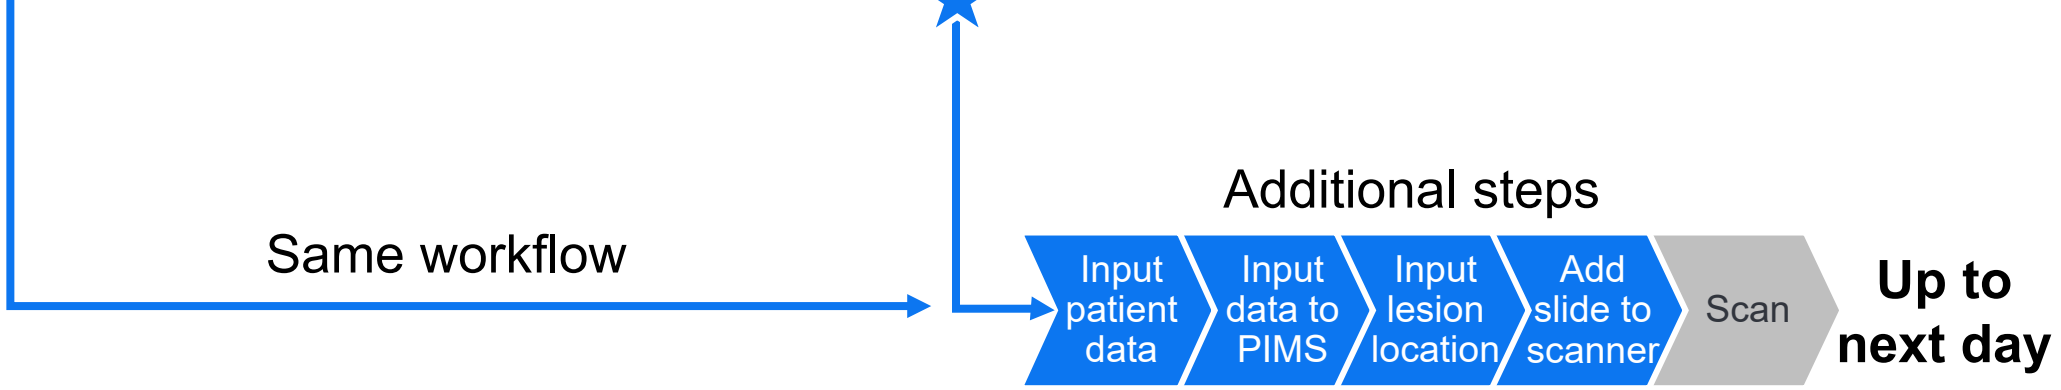 Additional steps
Same workflow
Input
patient
data
Input
data to
PIMS
Input
lesion
location
Add
slide to
scanner
Scan
Up to
next day